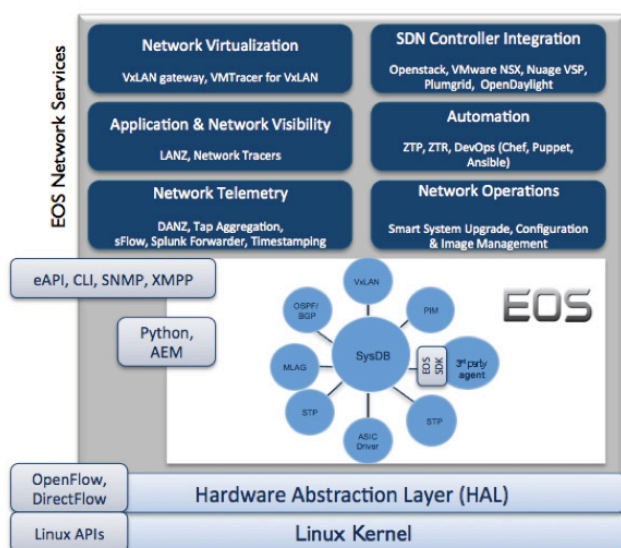 EOS Network Services
Network Virtualization
VxLAN gateway, VMTracer for VxLAN
SDN Controller Integration
Openstack, VMware NSX, Nuage VSP,
Plumgrid, OpenDaylight
Application & Network Visibility
LANZ, Network Tracers
Automation
ZTP, ZTR, DevOps (Chef, Puppet,
Ansible)
Network Telemetry
DANZ, Tap Aggregation,
sFlow, Splunk Forwarder, Timestamping
Network Operations
Smart System Upgrade, Configuration
& Image Management
eAPI, CLI, SNMP, XMPP
Python,
AEM
VxLAN
OSPF/
BGP
PIM
EOS
SysDB
MLAG
EOS
SDK
3rd party
agent
STP
STP
ASIC
Driver
OpenFlow,
DirectFlow
Hardware Abstraction Layer (HAL)
Linux APIs
Linux Kernel